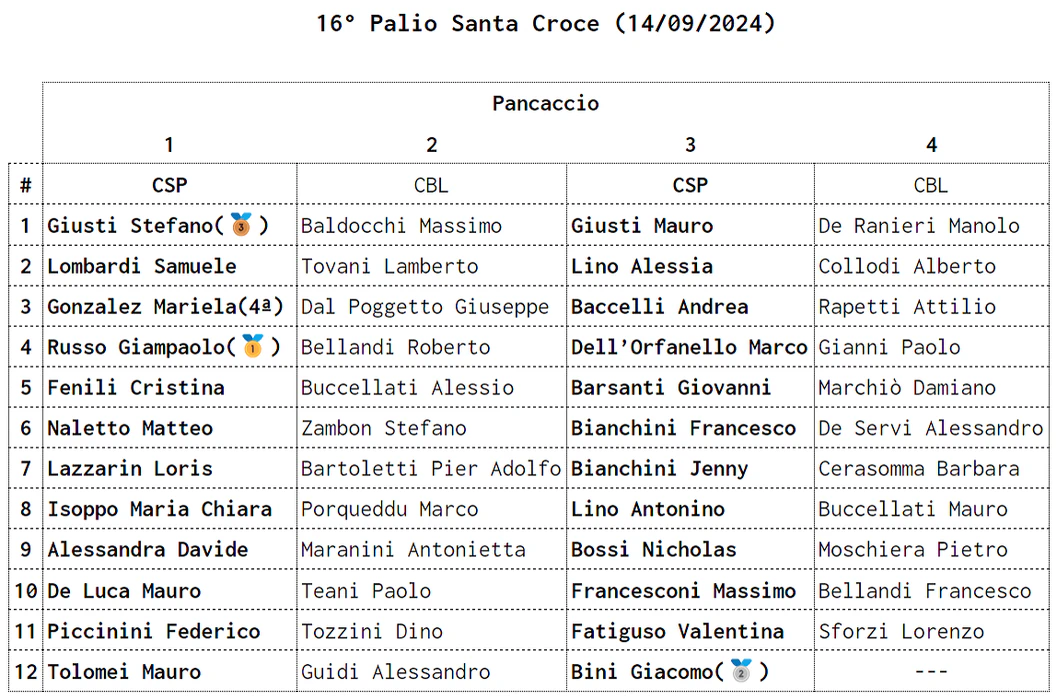 16° Palio Santa Croce (14/09/2024)
Pancaccio
1 2 3 4
# CSP CBL CSP CBL
1 Giusti Stefano(🥉) Baldocchi Massimo Giusti Mauro De Ranieri Manolo
2 Lombardi Samuele Tovani Lamberto Lino Alessia Collodi Alberto
3 Gonzalez Mariela(4ª) Dal Poggetto Giuseppe Baccelli Andrea Rapetti Attilio
4 Russo Giampaolo(🥇) Bellandi Roberto Dell’Orfanello Marco Gianni Paolo
5 Fenili Cristina Buccellati Alessio Barsanti Giovanni Marchiò Damiano
6 Naletto Matteo Zambon Stefano Bianchini Francesco De Servi Alessandro
7 Lazzarin Loris Bartoletti Pier Adolfo Bianchini Jenny Cerasomma Barbara
8 Isoppo Maria Chiara Porqueddu Marco Lino Antonino Buccellati Mauro
9 Alessandra Davide Maranini Antonietta Bossi Nicholas Moschiera Pietro
10 De Luca Mauro Teani Paolo Francesconi Massimo Bellandi Francesco
11 Piccinini Federico Tozzini Dino Fatiguso Valentina Sforzi Lorenzo
12 Tolomei Mauro Guidi Alessandro Bini Giacomo(🥈) ---